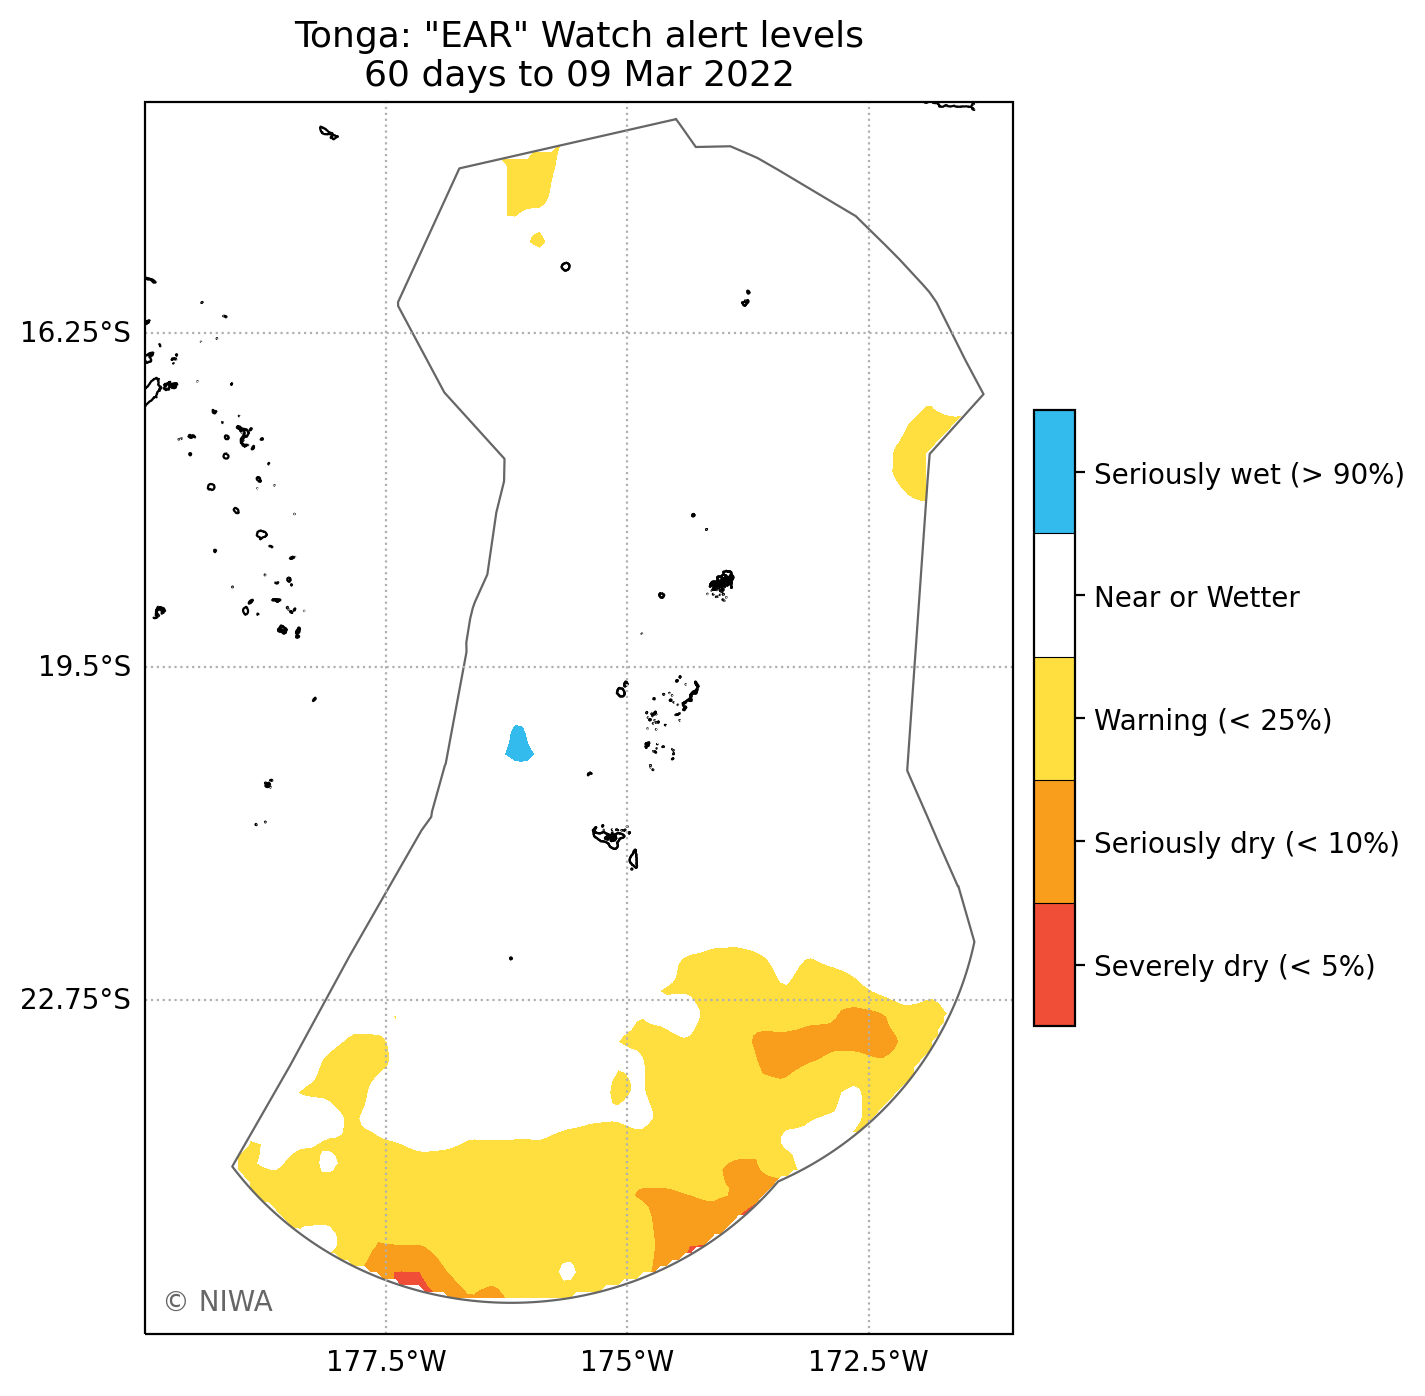 Tonga: "EAR" Watch alert levels
60 days to 09 Mar 2022
16.25°S
19.5°S
22.75°S
177.5°W
175°W
172.5°W
Seriously wet (> 90%)
Near or Wetter
Warning (< 25%)
Seriously dry (< 10%)
Severely dry (< 5%)
© NIWA